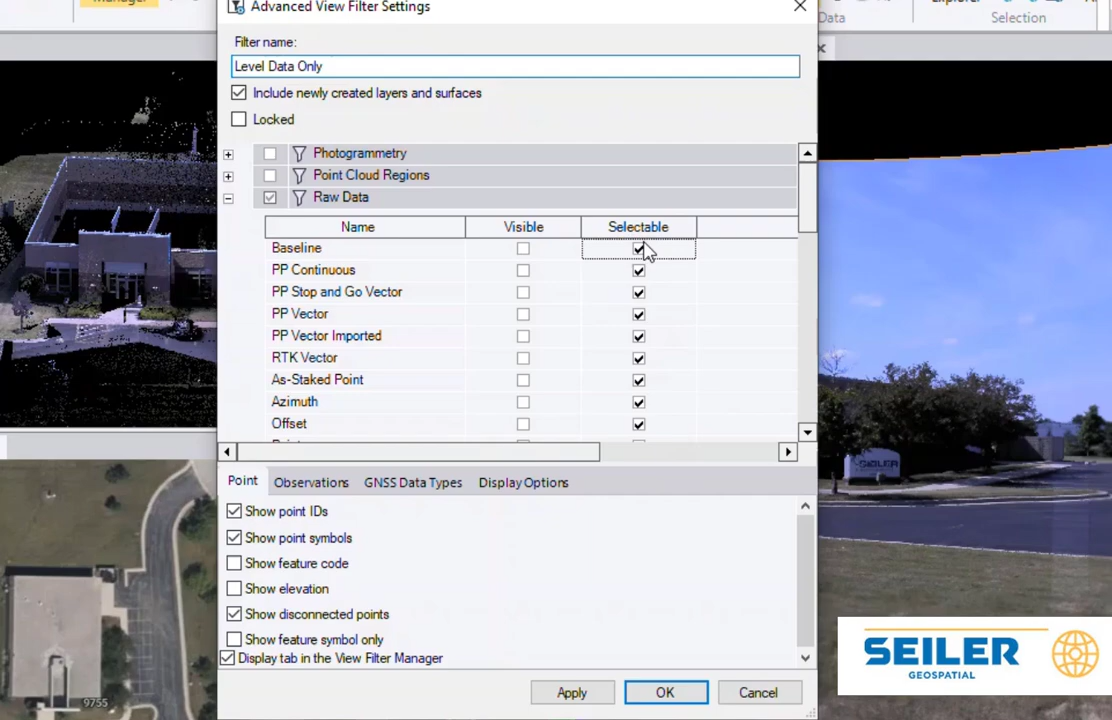 Manager
Explorer
Data
Selection
Advanced View Filter Settings
Filter name:
Level Data Only
Include newly created layers and surfaces
Locked
Photogrammetry
Point Cloud Regions
Raw Data
Name Visible Selectable
Baseline
PP Continuous
PP Stop and Go Vector
PP Vector
PP Vector Imported
RTK Vector
As-Staked Point
Azimuth
Offset
Point Observations GNSS Data Types Display Options
Show point IDs
Show point symbols
Show feature code
Show elevation
Show disconnected points
Show feature symbol only
Display tab in the View Filter Manager
Apply OK Cancel
9755
SEILER
SEILER
GEOSPATIAL